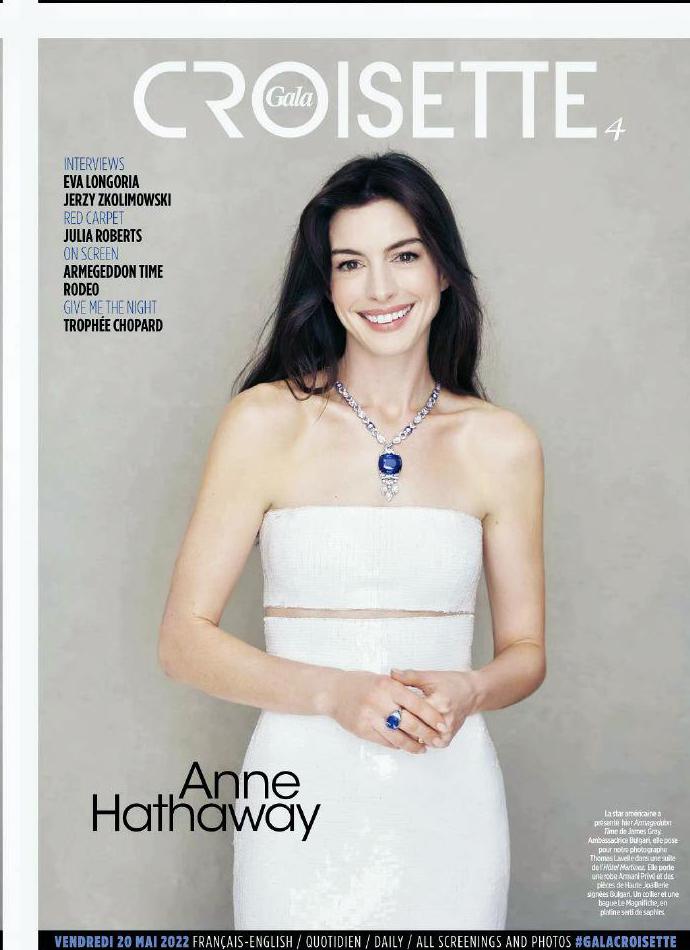 CROISETTE
Gala
4
INTERVIEWS
EVA LONGORIA
JERZY ZKOLIMOWSKI
RED CARPET
JULIA ROBERTS
ON SCREEN
ARMEGEDDON TIME
RODEO
GIVE ME THE NIGHT
TROPHÉE CHOPARD
Anne
Hathaway
La star américaine a
présenté hier Armageddon
Time de James Gray.
Ambassadrice Bulgari, elle pose
pour notre photographe
Thomas Lavelle dans une suite
de l'Hôtel Martinez. Elle porte
une robe Armani Privé et des
pièces de Haute Joaillerie
signées Bulgari. Un collier et une
bague Le Magnifiche, en
platine serti de saphirs.
VENDREDI 20 MAI 2022 FRANÇAIS-ENGLISH / QUOTIDIEN / DAILY / ALL SCREENINGS AND PHOTOS #GALACROISETTE